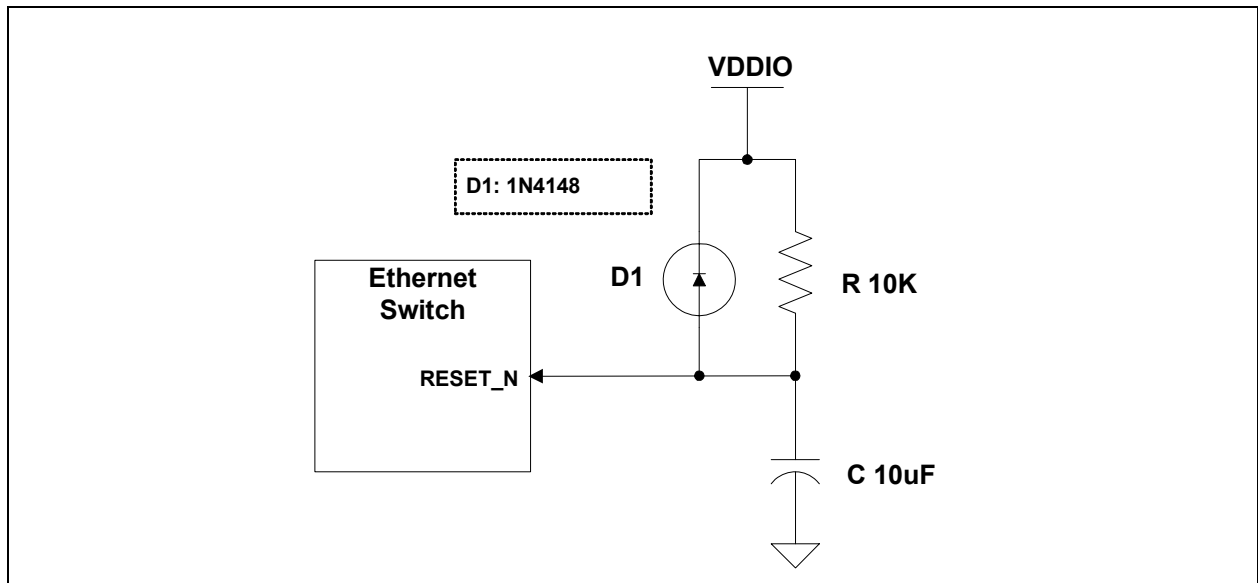 VDDIO
D1: 1N4148
Ethernet
Switch
D1
R 10K
RESET_N
C 10uF